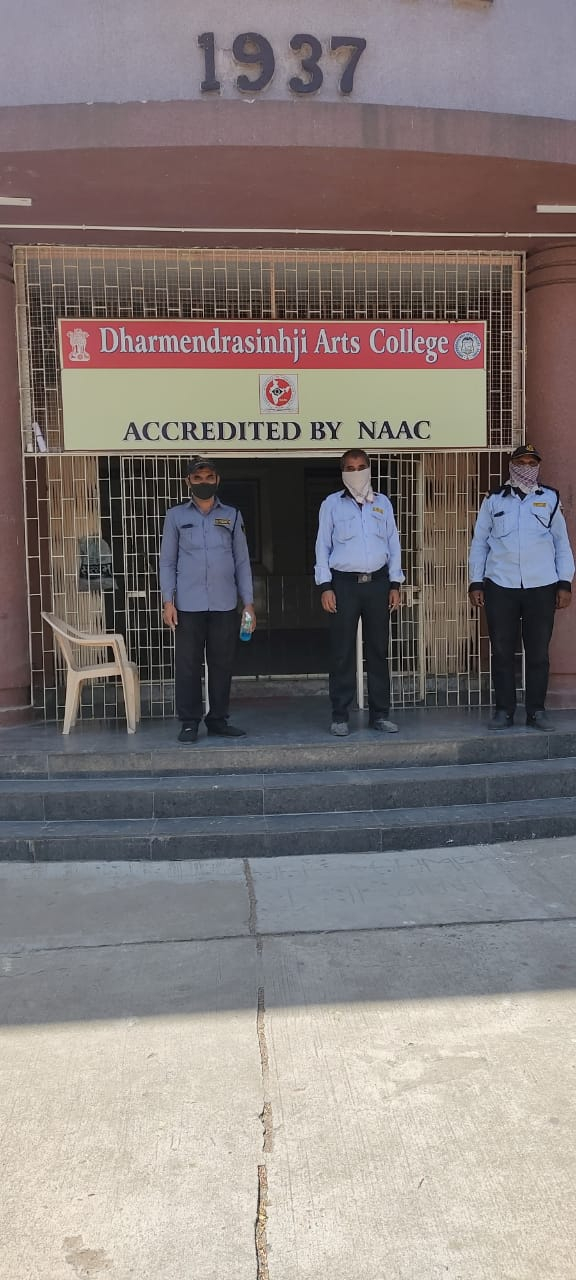 1937
Dharmendrasinhji Arts College
ACCREDITED BY NAAC